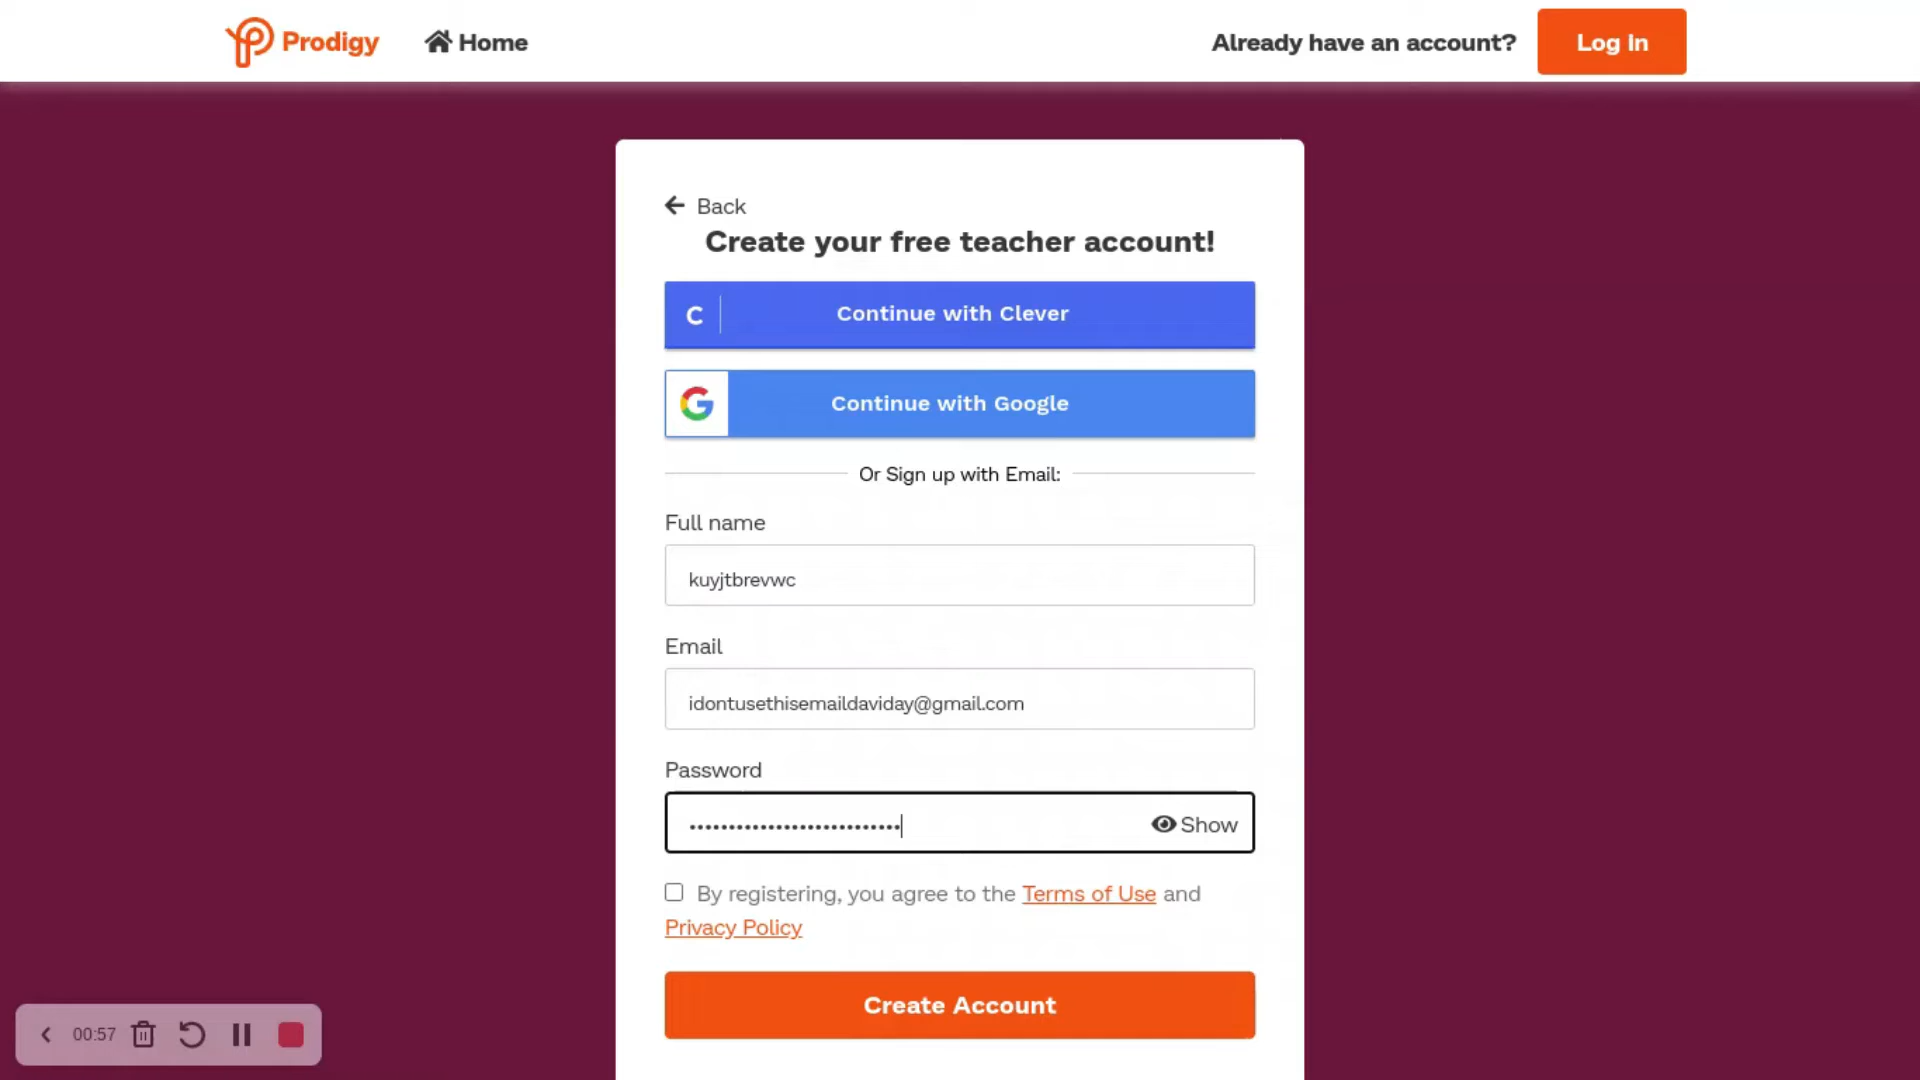 Prodigy
Home
Already have an account?
Log In
Back
Create your free teacher account!
C
Continue with Clever
Continue with Google
Or Sign up with Email:
Full name
kuyjtbrevwc
Email
idontusethisemaildaviday@gmail.com
Password
•••••••••••••••••••••••••••
Show
By registering, you agree to the Terms of Use and
Privacy Policy
Create Account
00:57